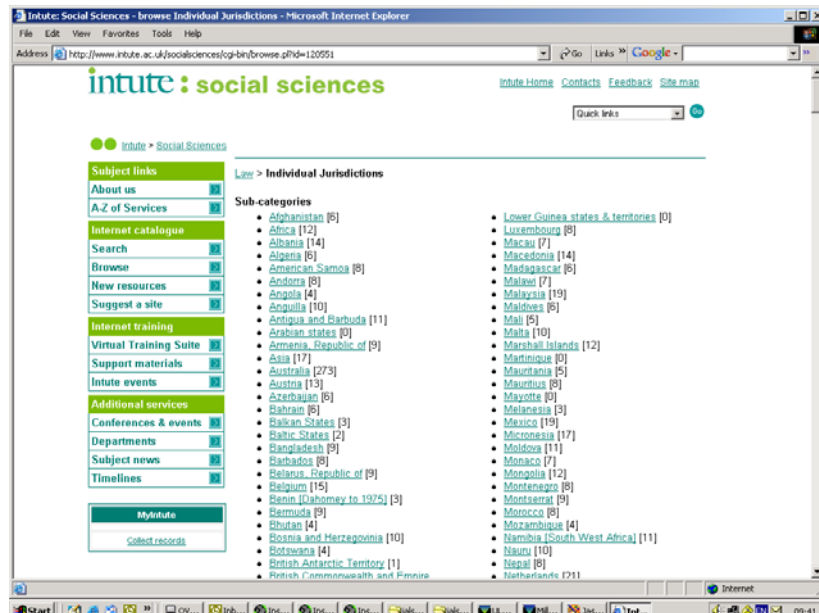 Intute: Social Sciences - browse Individual Jurisdictions - Microsoft Internet Explorer
File Edit View Favorites Tools Help
Address http://www.intute.ac.uk/socialsciences/cgi-bin/browse.pl?id=120551 Go Links » Google -
intute : social sciences
Intute Home Contacts Feedback Site map
Quick links Go
Intute > Social Sciences
Subject links
About us
A-Z of Services
Internet catalogue
Search
Browse
New resources
Suggest a site
Internet training
Virtual Training Suite
Support materials
Intute events
Additional services
Conferences & events
Departments
Subject news
Timelines
MyIntute
Collect records
Law > Individual Jurisdictions
Sub-categories
Afghanistan [6]
Africa [12]
Albania [14]
Algeria [6]
American Samoa [8]
Andorra [8]
Angola [4]
Anguilla [10]
Antigua and Barbuda [11]
Arabian states [0]
Armenia, Republic of [9]
Asia [17]
Australia [273]
Austria [13]
Azerbaijan [6]
Bahrain [6]
Balkan States [3]
Baltic States [2]
Bangladesh [9]
Barbados [8]
Belarus, Republic of [9]
Belgium [15]
Benin [Dahomey to 1975] [3]
Bermuda [9]
Bhutan [4]
Bosnia and Herzegovina [10]
Botswana [4]
British Antarctic Territory [1]
British Commonwealth and Empire
Lower Guinea states & territories [0]
Luxembourg [8]
Macau [7]
Macedonia [14]
Madagascar [6]
Malawi [7]
Malaysia [19]
Maldives [6]
Mali [5]
Malta [10]
Marshall Islands [12]
Martinique [0]
Mauritania [5]
Mauritius [8]
Mayotte [0]
Melanesia [3]
Mexico [19]
Micronesia [17]
Moldova [11]
Monaco [7]
Mongolia [12]
Montenegro [8]
Montserrat [9]
Morocco [8]
Mozambique [4]
Namibia [South West Africa] [11]
Nauru [10]
Nepal [8]
Netherlands [21]
Internet
Start 09:41